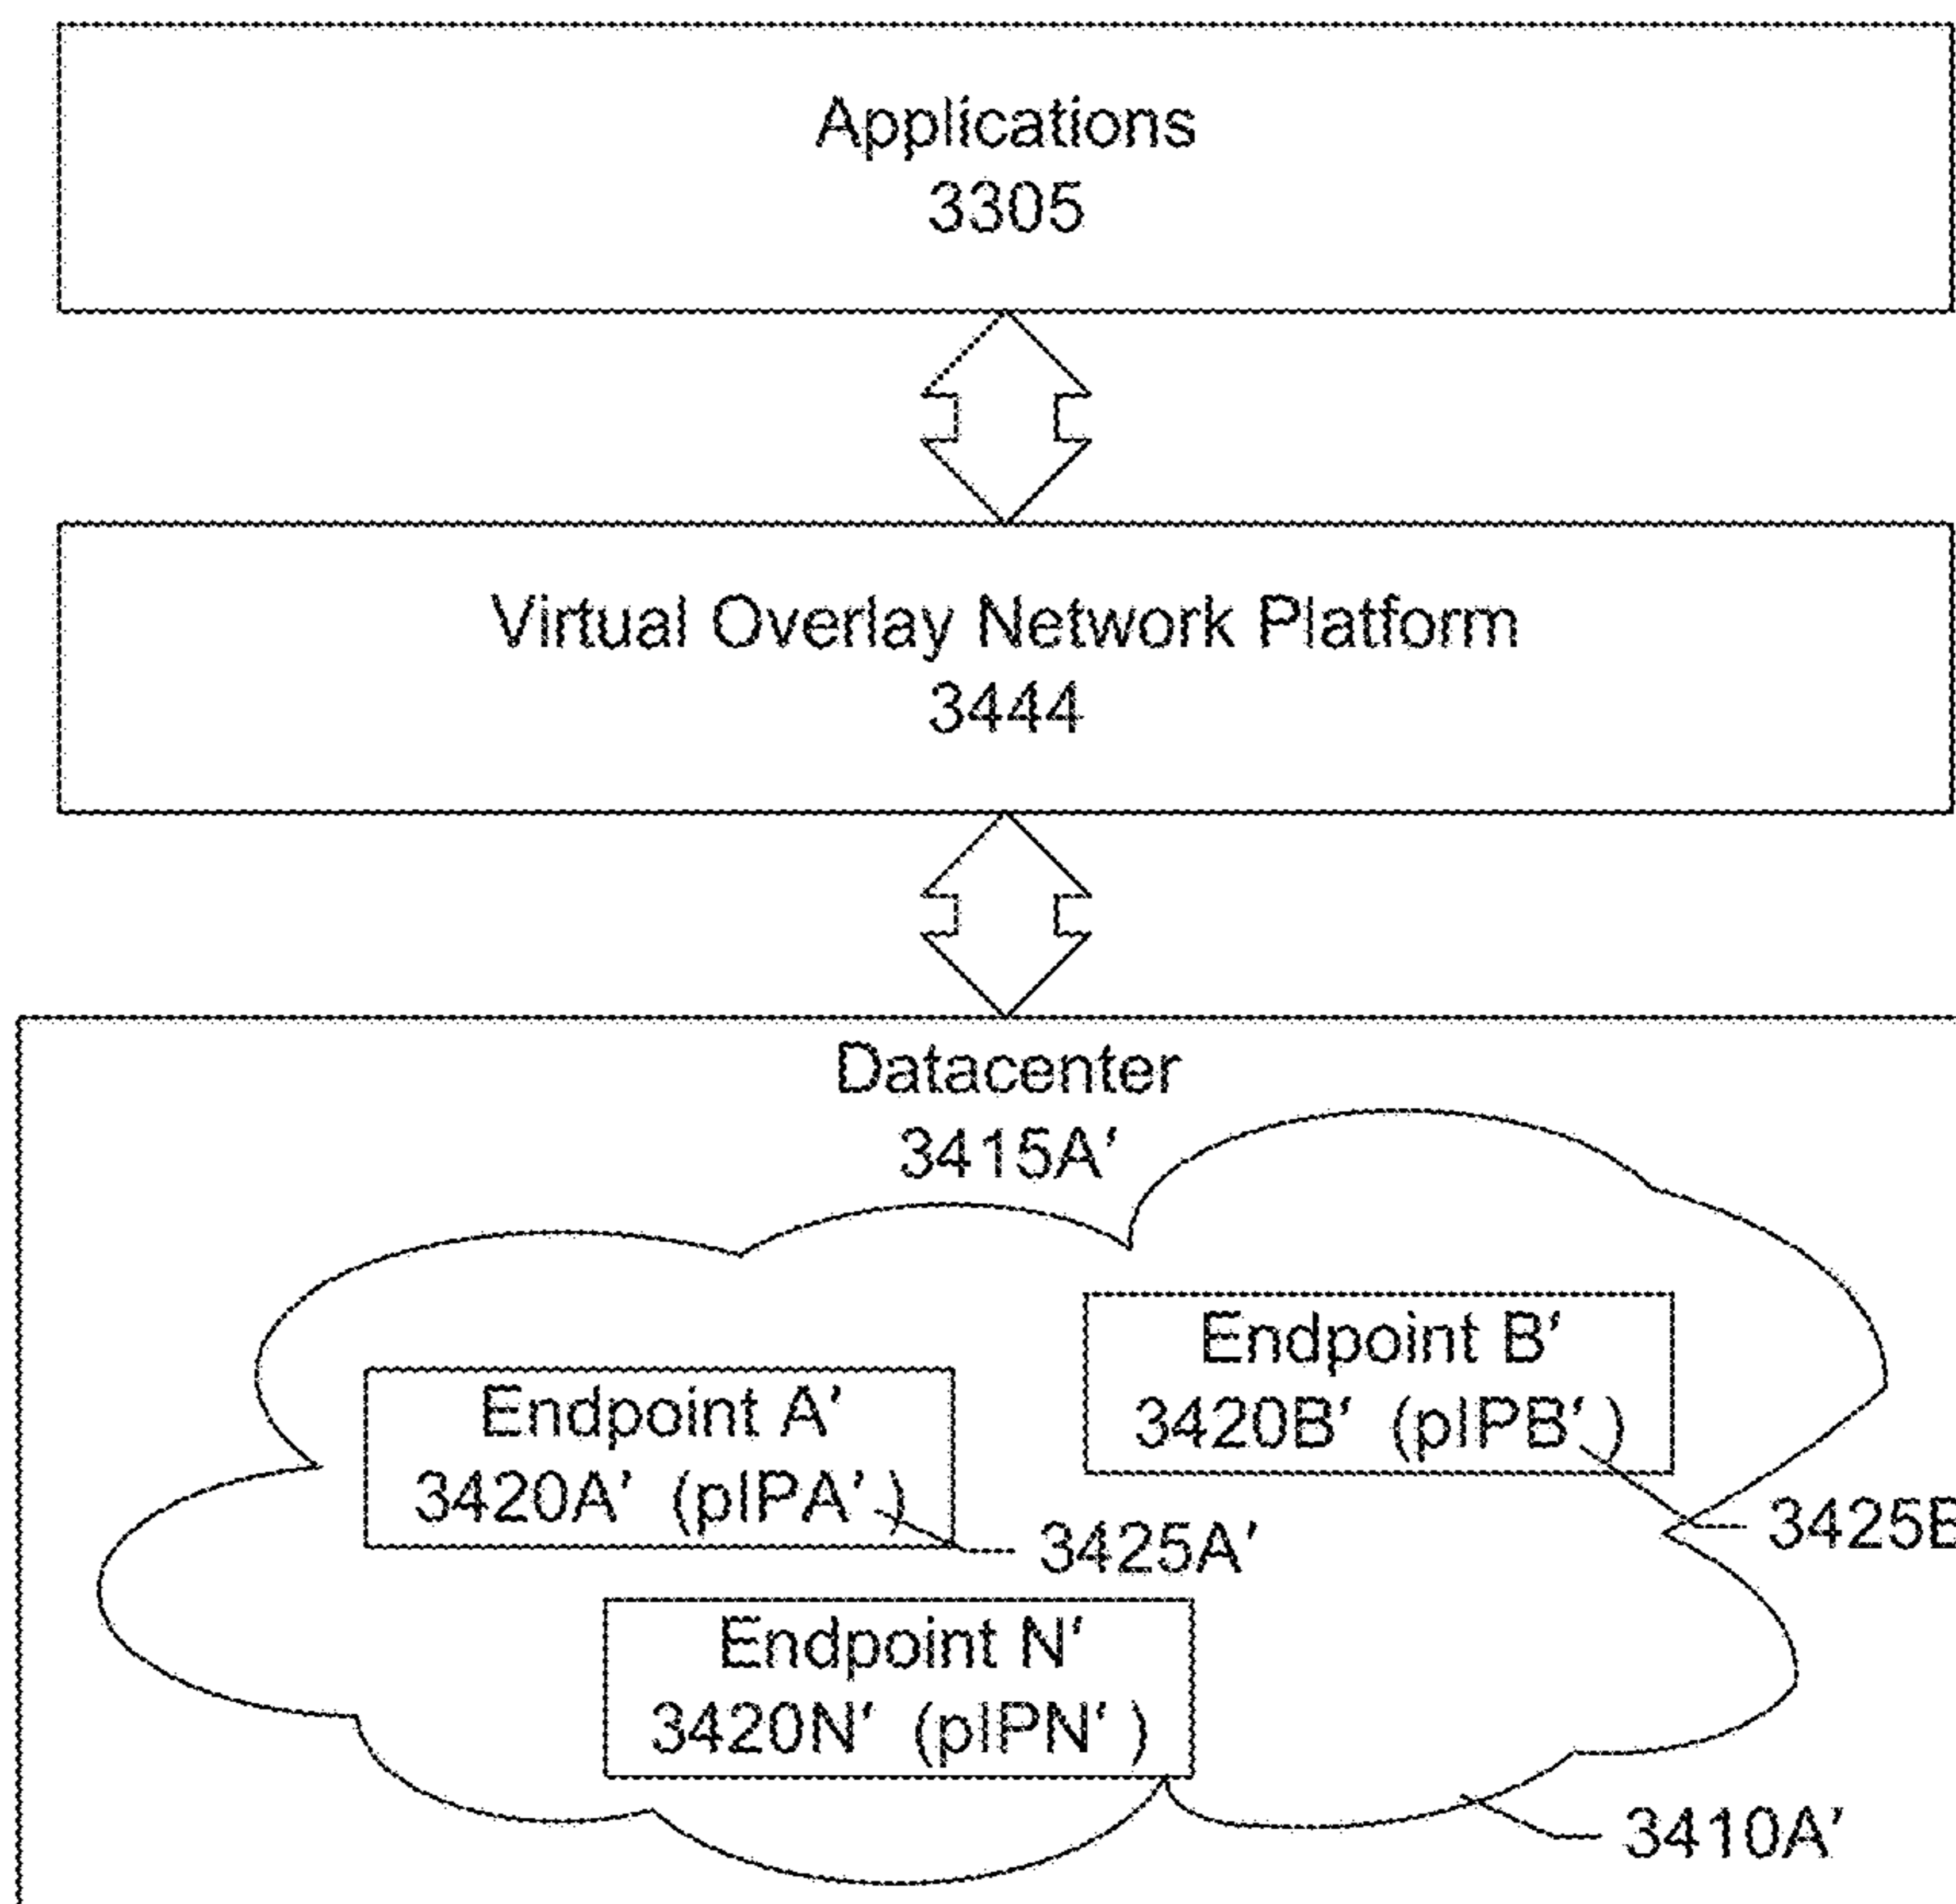 Applications
3305
Virtual Overlay Network Platform
3444
Datacenter
3415A′
Endpoint B′
3420B′ (pIPB′ )
Endpoint A′
3420A′ (pIPA′ )
3425B
3425A′
Endpoint N′
3420N′ (pIPN′ )
3410A′